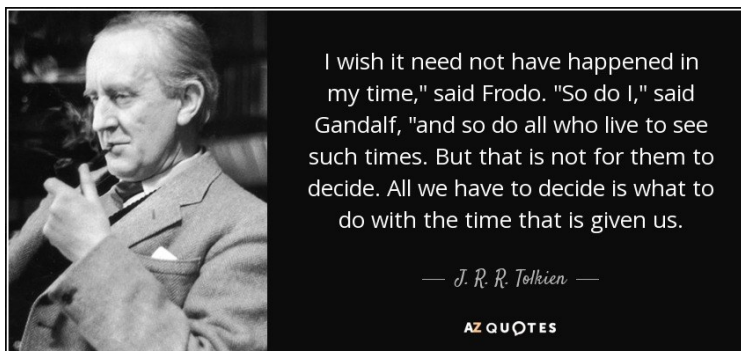 I wish it need not have happened in
my time," said Frodo. "So do I," said
Gandalf, "and so do all who live to see
such times. But that is not for them to
decide. All we have to decide is what to
do with the time that is given us.
— J. R. R. Tolkien —
AZ QUOTES